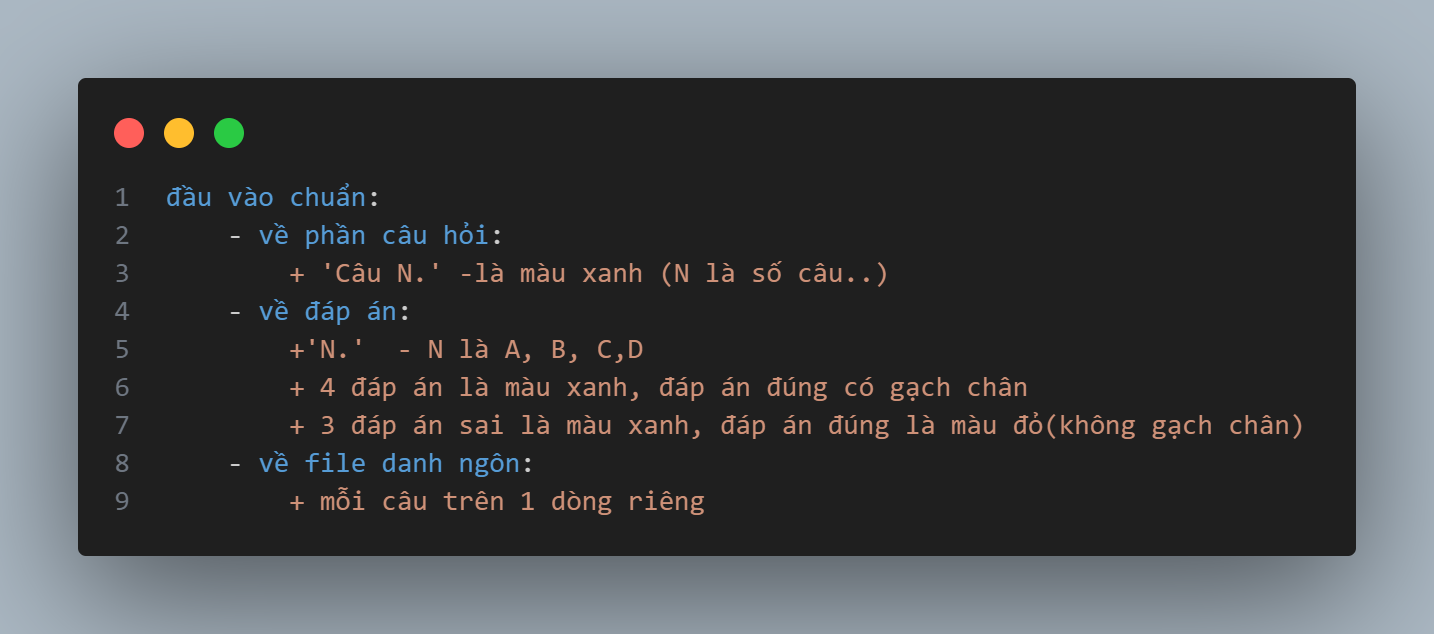 1 đầu vào chuẩn:
2 - về phần câu hỏi:
3 + 'Câu N.' -là màu xanh (N là số câu..)
4 - về đáp án:
5 +'N.'  - N là A, B, C,D
6 + 4 đáp án là màu xanh, đáp án đúng có gạch chân
7 + 3 đáp án sai là màu xanh, đáp án đúng là màu đỏ(không gạch chân)
8 - về file danh ngôn:
9 + mỗi câu trên 1 dòng riêng